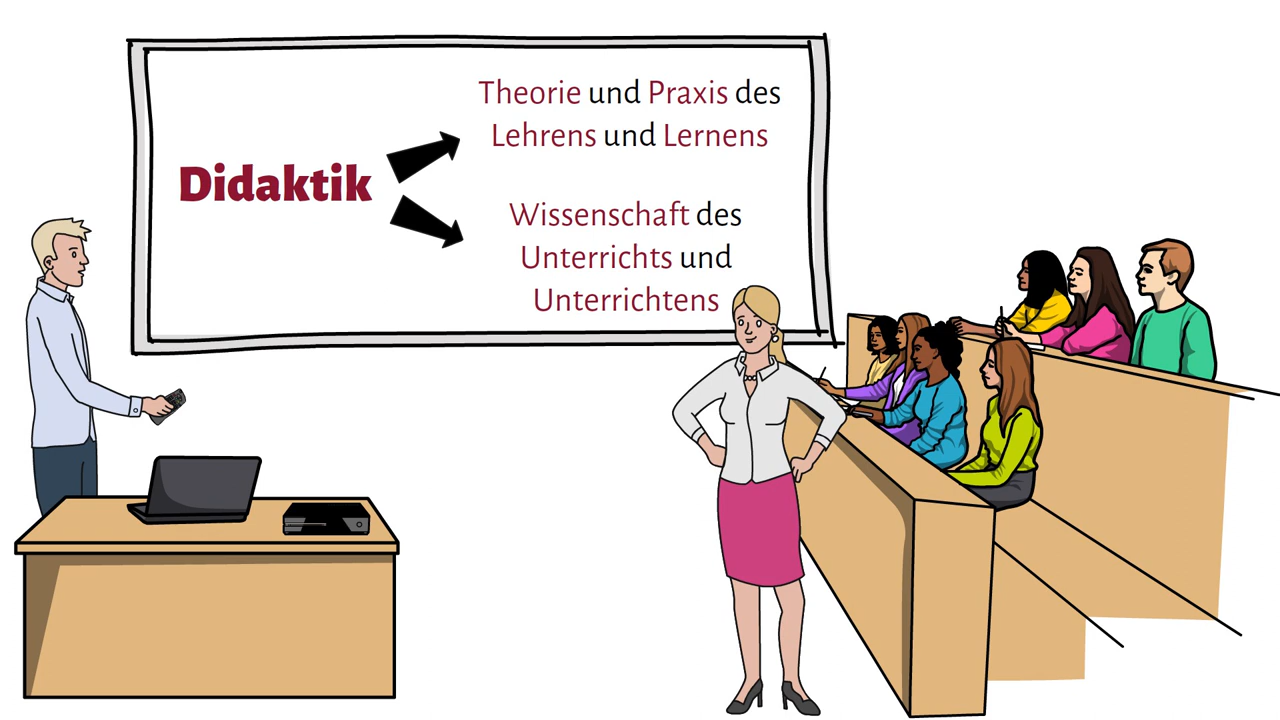 Didaktik
Theorie und Praxis des
Lehrens und Lernens
Wissenschaft des
Unterrichts und
Unterrichtens